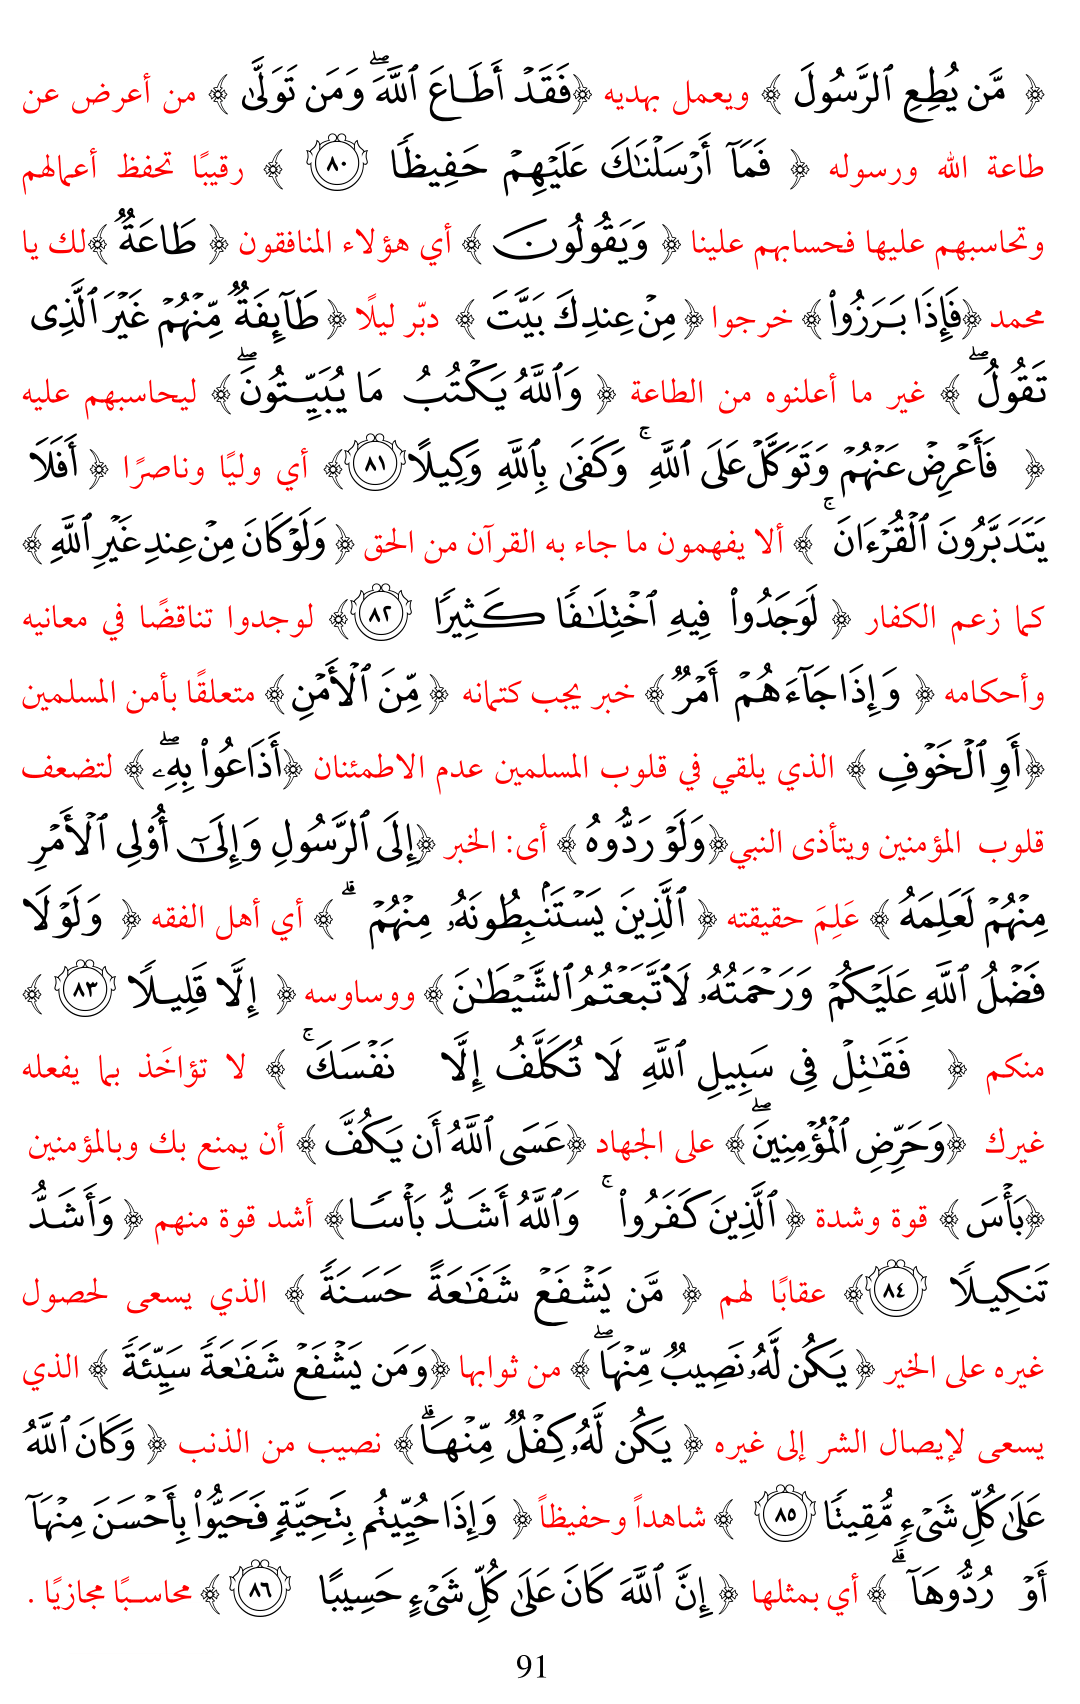 ﴿ مَّن يُطِعِ ٱلرَّسُولَ ﴾ ويعمل بهديه ﴿فَقَدۡ أَطَاعَ ٱللَّهَۖ وَمَن تَوَلَّىٰ ﴾ من أعرض عن
طاعة الله ورسوله ﴿ فَمَآ أَرۡسَلۡنَٰكَ عَلَيۡهِمۡ حَفِيظٗا ٨٠ ﴾ رقيبًا تحفظ أعمالهم
وتحاسبهم عليها فحسابهم علينا ﴿ وَيَقُولُونَ ﴾ أي هؤلاء المنافقون ﴿ طَاعَةٞ ﴾لك يا
محمد ﴿فَإِذَا بَرَزُواْ﴾ خرجوا ﴿مِنۡ عِندِكَ بَيَّتَ ﴾ دبّر ليلًا ﴿طَآئِفَةٞ مِّنۡهُمۡ غَيۡرَ ٱلَّذِي
تَقُولُۖ ﴾ غير ما أعلنوه من الطاعة ﴿ وَٱللَّهُ يَكۡتُبُ مَا يُبَيِّتُونَۖ﴾ ليحاسبهم عليه
﴿ فَأَعۡرِضۡ عَنۡهُمۡ وَتَوَكَّلۡ عَلَى ٱللَّهِۚ وَكَفَىٰ بِٱللَّهِ وَكِيلًا ٨١﴾ أي وليًا وناصرًا ﴿ أَفَلَا
يَتَدَبَّرُونَ ٱلۡقُرۡءَانَۚ ﴾ ألا يفهمون ما جاء به القرآن من الحق ﴿ وَلَوۡ كَانَ مِنۡ عِندِ غَيۡرِ ٱللَّهِ ﴾
كما زعم الكفار ﴿ لَوَجَدُواْ فِيهِ ٱخۡتِلَٰفٗا كَثِيرٗا ٨٢﴾ لوجدوا تناقضًا في معانيه
وأحكامه ﴿ وَإِذَا جَآءَهُمۡ أَمۡرٞ﴾ خبر يجب كتمانه ﴿ مِّنَ ٱلۡأَمۡنِ﴾ متعلقًا بأمن المسلمين
﴿أَوِ ٱلۡخَوۡفِ ﴾ الذي يلقي في قلوب المسلمين عدم الاطمئنان ﴿أَذَاعُواْ بِهِۦۖ ﴾ لتضعف
قلوب المؤمنين ويتأذى النبي﴿وَلَوۡ رَدُّوهُ ﴾ أى: الخبر ﴿إِلَى ٱلرَّسُولِ وَإِلَىٰٓ أُوْلِي ٱلۡأَمۡرِ
مِنۡهُمۡ لَعَلِمَهُ ﴾ عَلِمَ حقيقته ﴿ ٱلَّذِينَ يَسۡتَنۢبِطُونَهُۥ مِنۡهُمۡۗ ﴾ أي أهل الفقه ﴿ وَلَوۡلَا
فَضۡلُ ٱللَّهِ عَلَيۡكُمۡ وَرَحۡمَتُهُۥ لَٱتَّبَعۡتُمُ ٱلشَّيۡطَٰنَ ﴾ ووساوسه ﴿ إِلَّا قَلِيلٗا ٨٣ ﴾
منكم ﴿ فَقَٰتِلۡ فِي سَبِيلِ ٱللَّهِ لَا تُكَلَّفُ إِلَّا نَفۡسَكَۚ ﴾ لا تؤاخَذ بما يفعله
غيرك ﴿وَحَرِّضِ ٱلۡمُؤۡمِنِينَۖ﴾ على الجهاد ﴿عَسَى ٱللَّهُ أَن يَكُفَّ ﴾ أن يمنع بك وبالمؤمنين
﴿بَأۡسَ﴾ قوة وشدة ﴿ ٱلَّذِينَ كَفَرُواْۚ وَٱللَّهُ أَشَدُّ بَأۡسٗا﴾ أشد قوة منهم ﴿ وَأَشَدُّ
تَنكِيلٗا ٨٤﴾ عقابًا لهم ﴿ مَّن يَشۡفَعۡ شَفَٰعَةً حَسَنَةٗ ﴾ الذي يسعى لحصول
غيره على الخير ﴿ يَكُن لَّهُۥ نَصِيبٞ مِّنۡهَاۖ﴾ من ثوابها ﴿وَمَن يَشۡفَعۡ شَفَٰعَةٗ سَيِّئَةٗ ﴾ الذي
يسعى لإيصال الشر إلى غيره ﴿ يَكُن لَّهُۥ كِفۡلٞ مِّنۡهَاۗ﴾ نصيب من الذنب ﴿ وَكَانَ ٱللَّهُ
عَلَىٰ كُلِّ شَيۡءٖ مُّقِيتٗا ٨٥ ﴾ شاهداً وحفيظاً ﴿ وَإِذَا حُيِّيتُم بِتَحِيَّةٖ فَحَيُّواْ بِأَحۡسَنَ مِنۡهَآ
أَوۡ رُدُّوهَآۗ ﴾ أي بمثلها ﴿ إِنَّ ٱللَّهَ كَانَ عَلَىٰ كُلِّ شَيۡءٍ حَسِيبًا ٨٦ ﴾ محاسبًا مجازيًا .
91